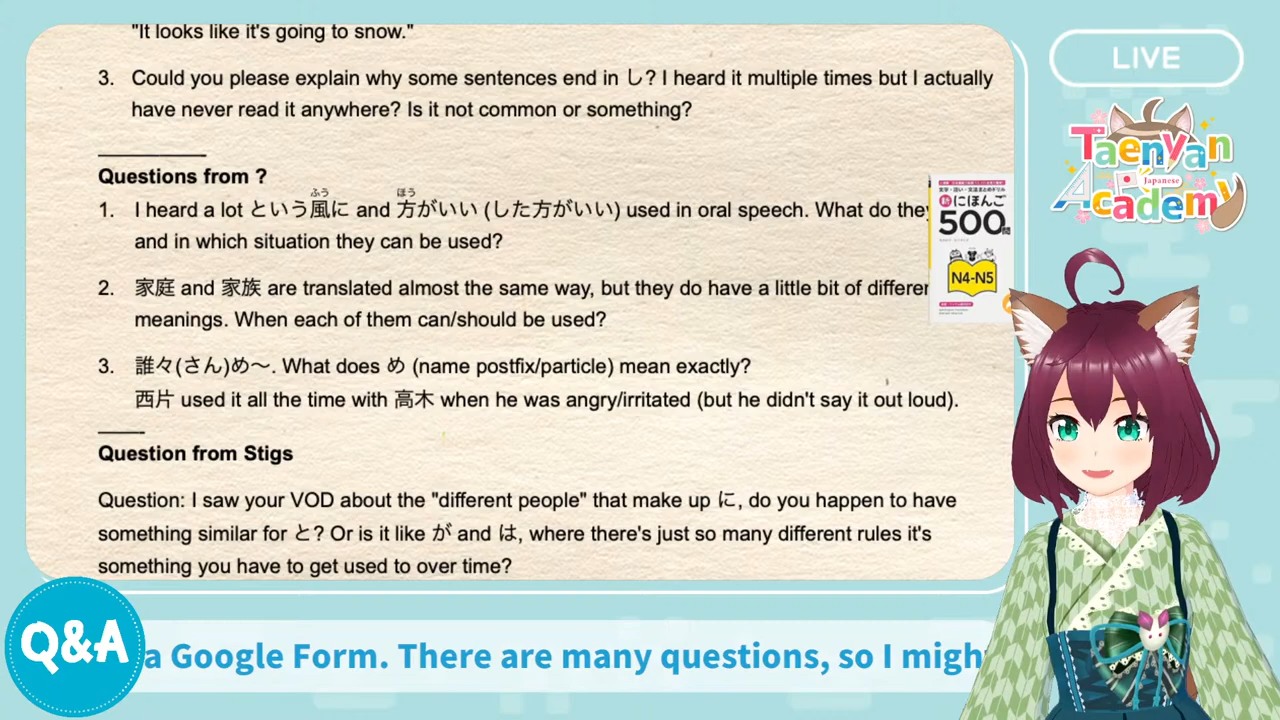 "It looks like it's going to snow."
3. Could you please explain why some sentences end in し? I heard it multiple times but I actually
have never read it anywhere? Is it not common or something?
Questions from ?
ふう ほう
1. I heard a lot という風に and 方がいい (した方がいい) used in oral speech. What do they
and in which situation they can be used?
2. 家庭 and 家族 are translated almost the same way, but they do have a little bit of differen
meanings. When each of them can/should be used?
3. 誰々(さん)め〜. What does め (name postfix/particle) mean exactly?
西片 used it all the time with 高木 when he was angry/irritated (but he didn't say it out loud).
Question from Stigs
Question: I saw your VOD about the "different people" that make up に, do you happen to have
something similar for と? Or is it like が and は, where there's just so many different rules it's
something you have to get used to over time?
LIVE
Taenyan
Japanese
Academy
新にほんご
500問
N4-N5
Q&A
a Google Form. There are many questions, so I migh